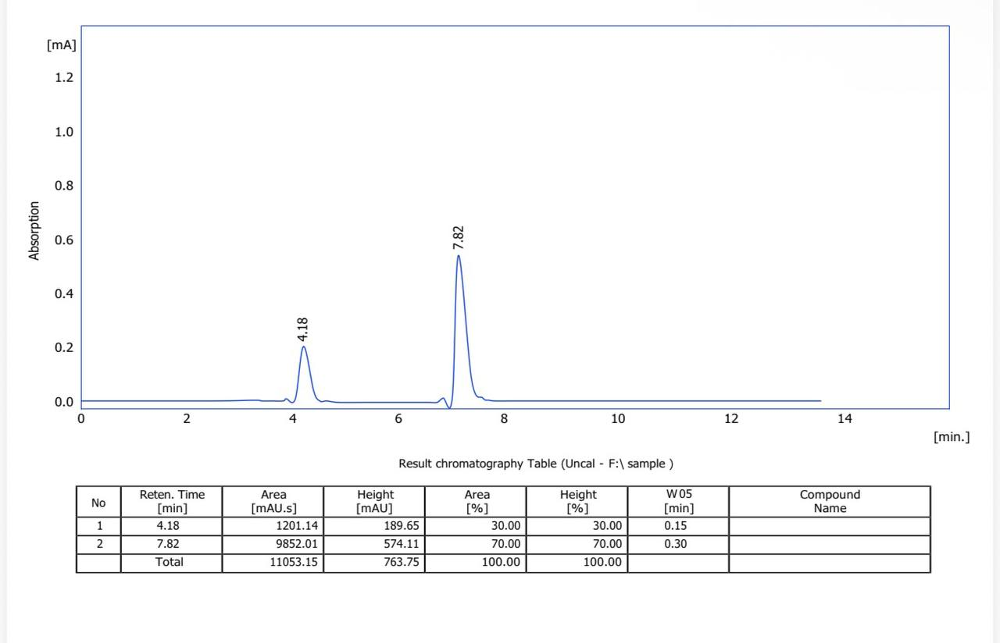 [mA]
1.2
1.0
0.8
0.6
0.4
0.2
0.0
Absorption
4.18
7.82
0 2 4 6 8 10 12 14
[min.]
Result chromatography Table (Uncal - F:\ sample )
No Reten. Time [min] Area [mAU.s] Height [mAU] Area [%] Height [%] W05 [min] Compound Name
1 4.18 1201.14 189.65 30.00 30.00 0.15
2 7.82 9852.01 574.11 70.00 70.00 0.30
Total 11053.15 763.75 100.00 100.00